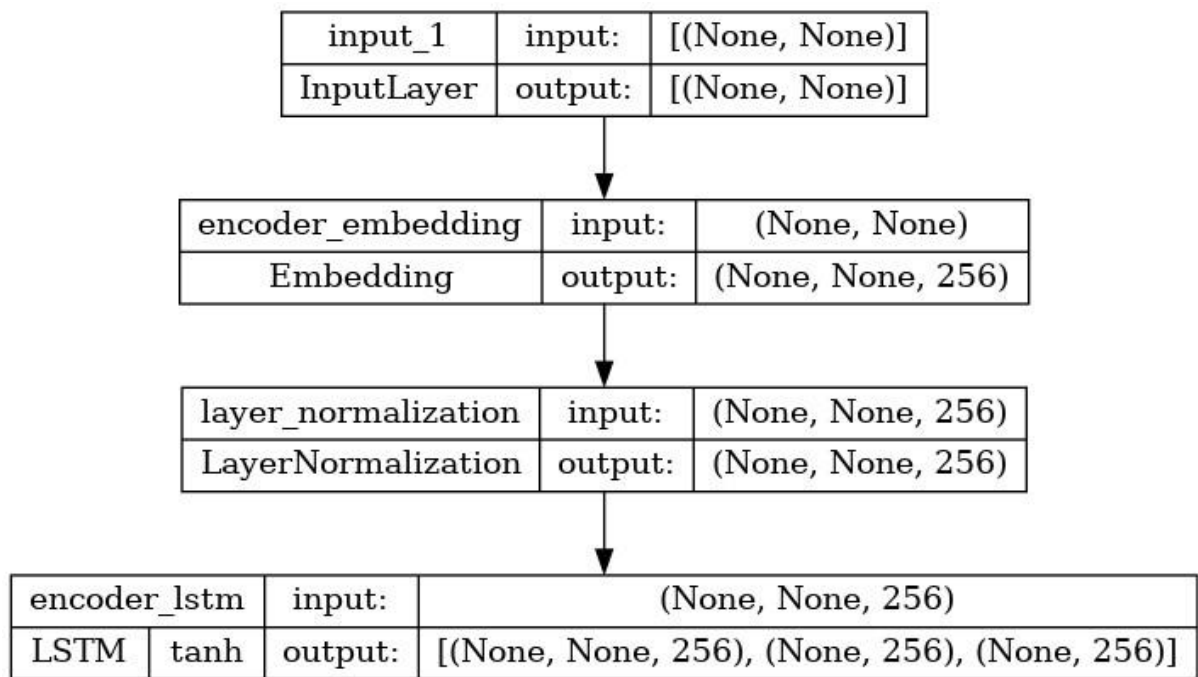 input_1 input: [(None, None)]
InputLayer output: [(None, None)]
encoder_embedding input: (None, None)
Embedding output: (None, None, 256)
layer_normalization input: (None, None, 256)
LayerNormalization output: (None, None, 256)
encoder_lstm input: (None, None, 256)
LSTM tanh output: [(None, None, 256), (None, 256), (None, 256)]